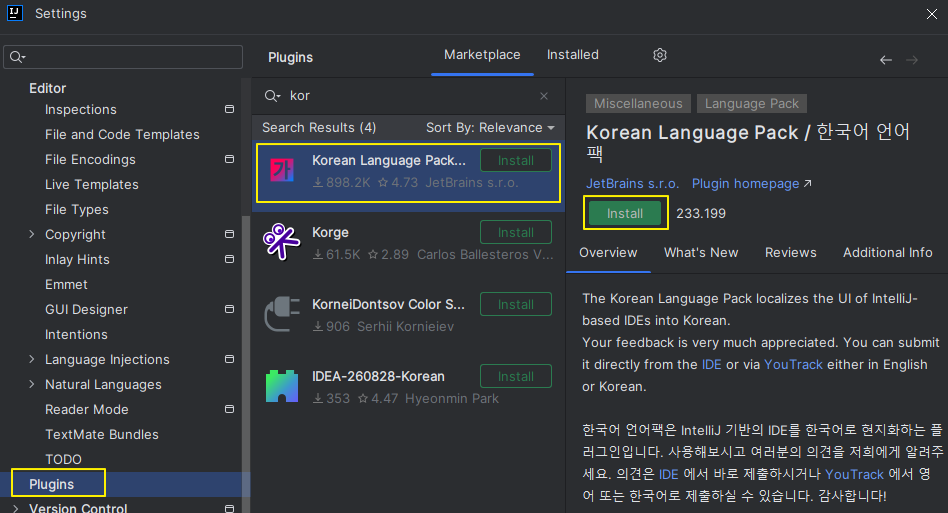 Settings
Editor
Inspections
File and Code Templates
File Encodings
Live Templates
File Types
Copyright
Inlay Hints
Emmet
GUI Designer
Intentions
Language Injections
Natural Languages
Reader Mode
TextMate Bundles
TODO
Plugins
Version Control
Plugins
Marketplace
Installed
kor
Search Results (4)
Sort By: Relevance
가
Korean Language Pack...
Install
898.2K 4.73 JetBrains s.r.o.
Korge
Install
61.5K 2.89 Carlos Ballesteros V...
KorneiDontsov Color S...
Install
906 Serhii Kornieiev
IDEA-260828-Korean
Install
353 4.47 Hyeonmin Park
Miscellaneous
Language Pack
Korean Language Pack / 한국어 언어
팩
JetBrains s.r.o. Plugin homepage
Install
233.199
Overview
What's New
Reviews
Additional Info
The Korean Language Pack localizes the UI of IntelliJ-
based IDEs into Korean.
Your feedback is very much appreciated. You can submit
it directly from the IDE or via YouTrack either in English
or Korean.
한국어 언어팩은 IntelliJ 기반의 IDE를 한국어로 현지화하는 플
러그인입니다. 사용해보시고 여러분의 의견을 저희에게 알려주
세요. 의견은 IDE 에서 바로 제출하시거나 YouTrack 에서 영
어 또는 한국어로 제출하실 수 있습니다. 감사합니다!